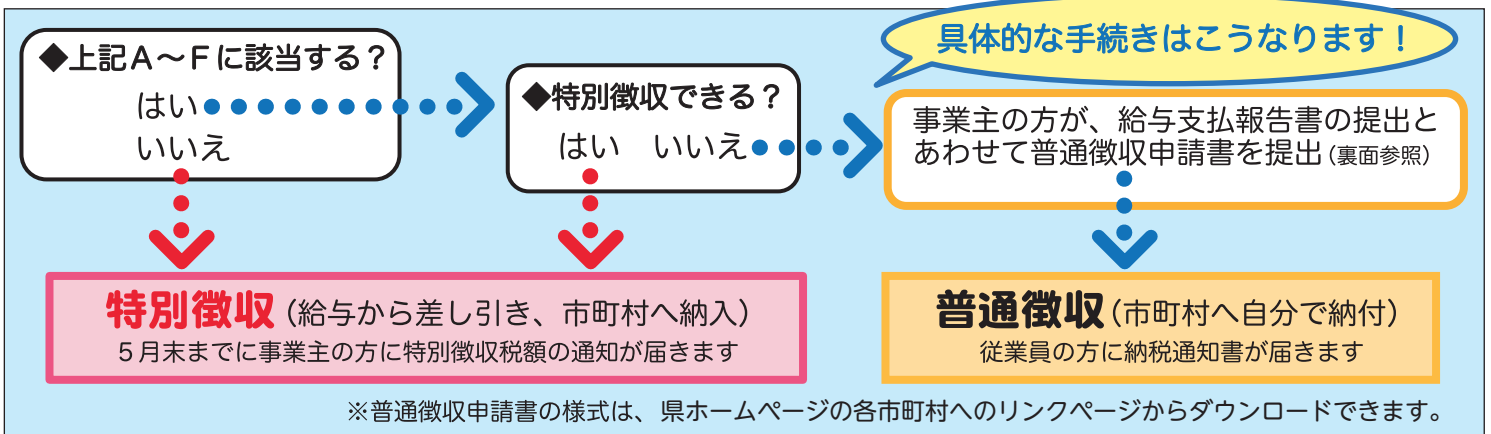 ◆上記A～Fに該当する？
はい
いいえ
◆特別徴収できる？
はい　いいえ
具体的な手続きはこうなります！
事業主の方が、給与支払報告書の提出と
あわせて普通徴収申請書を提出（裏面参照）
特別徴収（給与から差し引き、市町村へ納入）
５月末までに事業主の方に特別徴収税額の通知が届きます
普通徴収（市町村へ自分で納付）
従業員の方に納税通知書が届きます
※普通徴収申請書の様式は、県ホームページの各市町村へのリンクページからダウンロードできます。